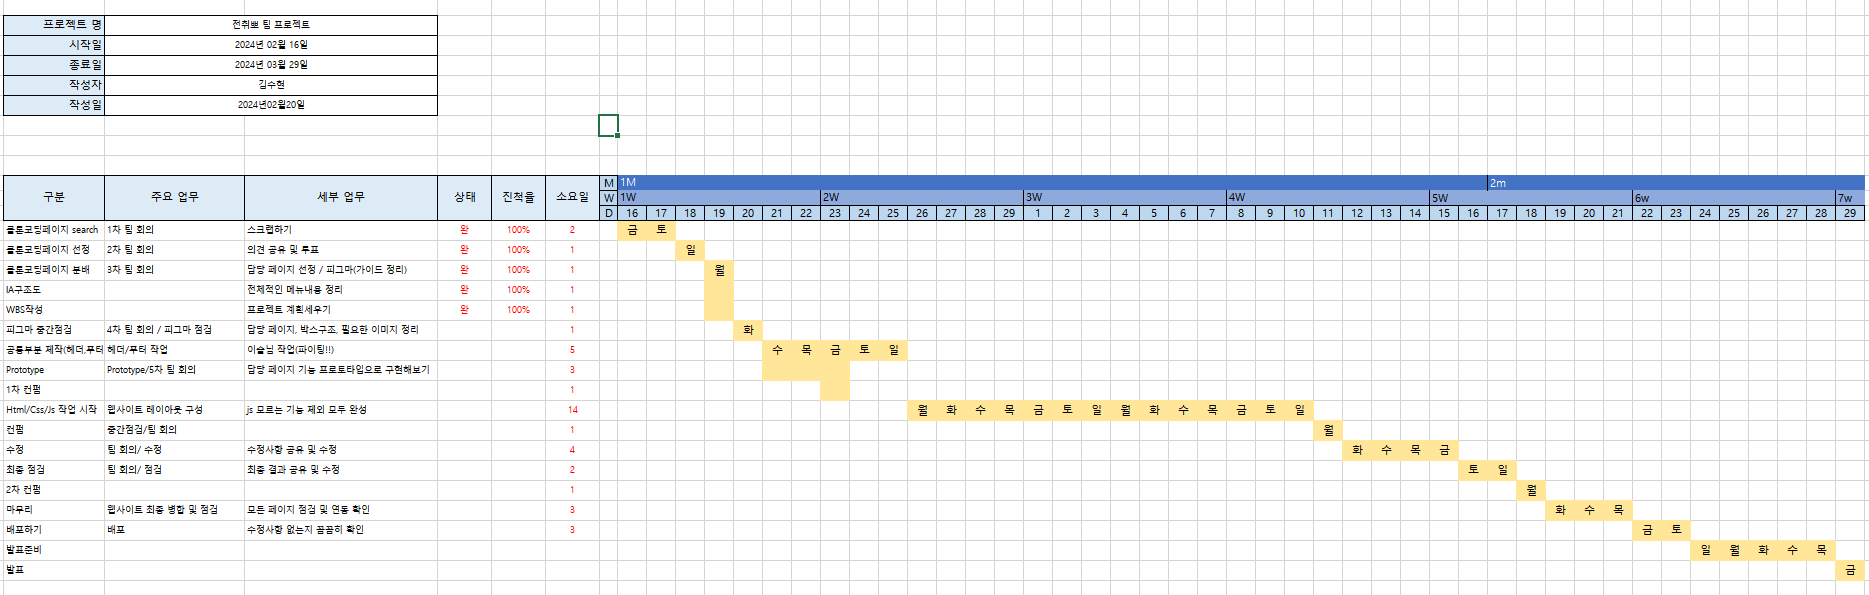 프로젝트 명 전취뽀 팀 프로젝트
시작일 2024년 02월 16일
종료일 2024년 03월 29일
작성자 김수현
작성일 2024년02월20일
구분 주요 업무 세부 업무 상태 진척율 소요일
M 1M 2m
W 1W 2W 3W 4W 5W 6w 7w
D 16 17 18 19 20 21 22 23 24 25 26 27 28 29 1 2 3 4 5 6 7 8 9 10 11 12 13 14 15 16 17 18 19 20 21 22 23 24 25 26 27 28 29
클론코딩페이지 search 1차 팀 회의 스크랩하기 완 100% 2 금 토
클론코딩페이지 선정 2차 팀 회의 의견 공유 및 투표 완 100% 1 일
클론코딩페이지 분배 3차 팀 회의 담당 페이지 선정 / 피그마(가이드 정리) 완 100% 1 월
IA구조도 전체적인 메뉴내용 정리 완 100% 1
WBS작성 프로젝트 계획세우기 완 100% 1
피그마 중간점검 4차 팀 회의 / 피그마 점검 담당 페이지, 박스구조, 필요한 이미지 정리 1 화
공통부분 제작(헤더,푸터 헤더/푸터 작업 이슬님 작업(파이팅!!) 5 수 목 금 토 일
Prototype Prototype/5차 팀 회의 담당 페이지 기능 프로토타입으로 구현해보기 3
1차 컨펌 1
Html/Css/Js 작업 시작 웹사이트 레이아웃 구성 js 모르는 기능 제외 모두 완성 14 월 화 수 목 금 토 일 월 화 수 목 금 토 일
컨펌 중간점검/팀 회의 1 월
수정 팀 회의/ 수정 수정사항 공유 및 수정 4 화 수 목 금
최종 점검 팀 회의/ 점검 최종 결과 공유 및 수정 2 토 일
2차 컨펌 1 월
마무리 웹사이트 최종 병합 및 점검 모든 페이지 점검 및 연동 확인 3 화 수 목
배포하기 배포 수정사항 없는지 꼼꼼히 확인 3 금 토
발표준비 일 월 화 수 목
발표 금